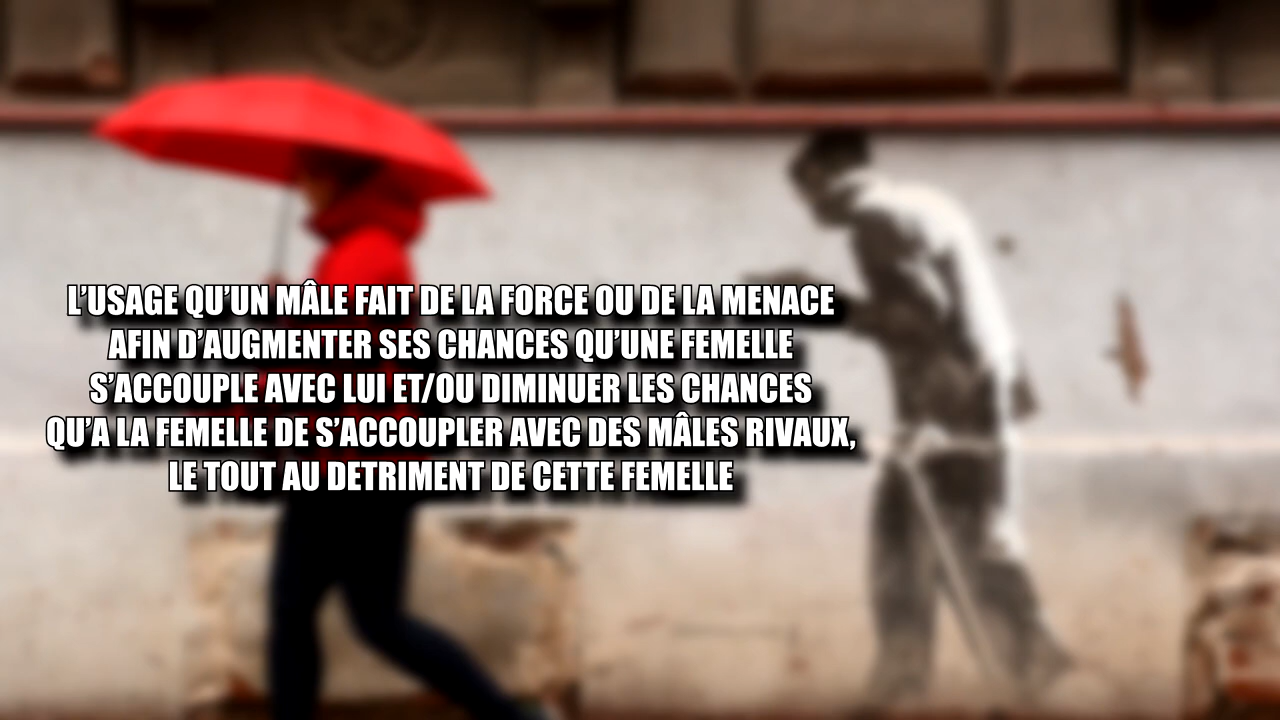 L'USAGE QU'UN MÂLE FAIT DE LA FORCE OU DE LA MENACE
AFIN D'AUGMENTER SES CHANCES QU'UNE FEMELLE
S'ACCOUPLE AVEC LUI ET/OU DIMINUER LES CHANCES
QU'A LA FEMELLE DE S'ACCOUPLER AVEC DES MÂLES RIVAUX,
LE TOUT AU DETRIMENT DE CETTE FEMELLE